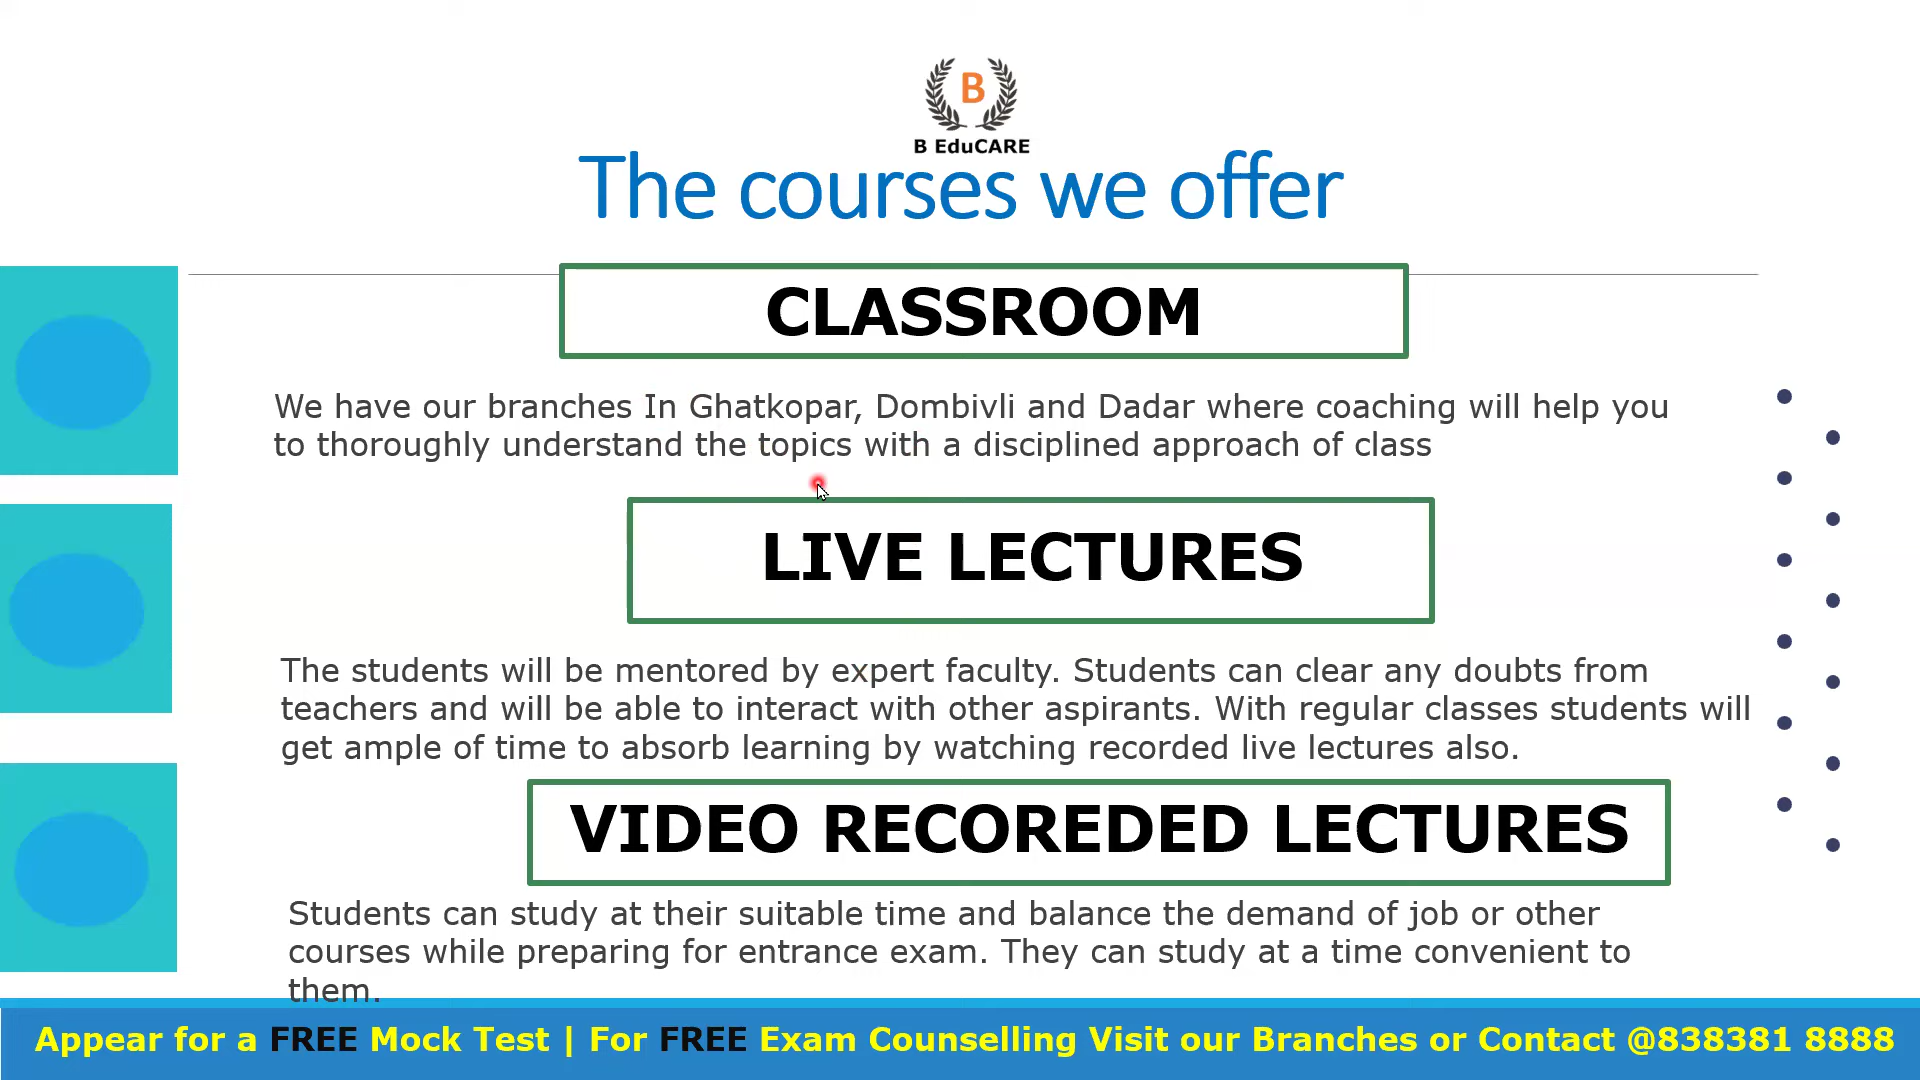 B
B EduCARE
The courses we offer
CLASSROOM
We have our branches In Ghatkopar, Dombivli and Dadar where coaching will help you
to thoroughly understand the topics with a disciplined approach of class
LIVE LECTURES
The students will be mentored by expert faculty. Students can clear any doubts from
teachers and will be able to interact with other aspirants. With regular classes students will
get ample of time to absorb learning by watching recorded live lectures also.
VIDEO RECOREDED LECTURES
Students can study at their suitable time and balance the demand of job or other
courses while preparing for entrance exam. They can study at a time convenient to
them.
Appear for a FREE Mock Test | For FREE Exam Counselling Visit our Branches or Contact @838381 8888